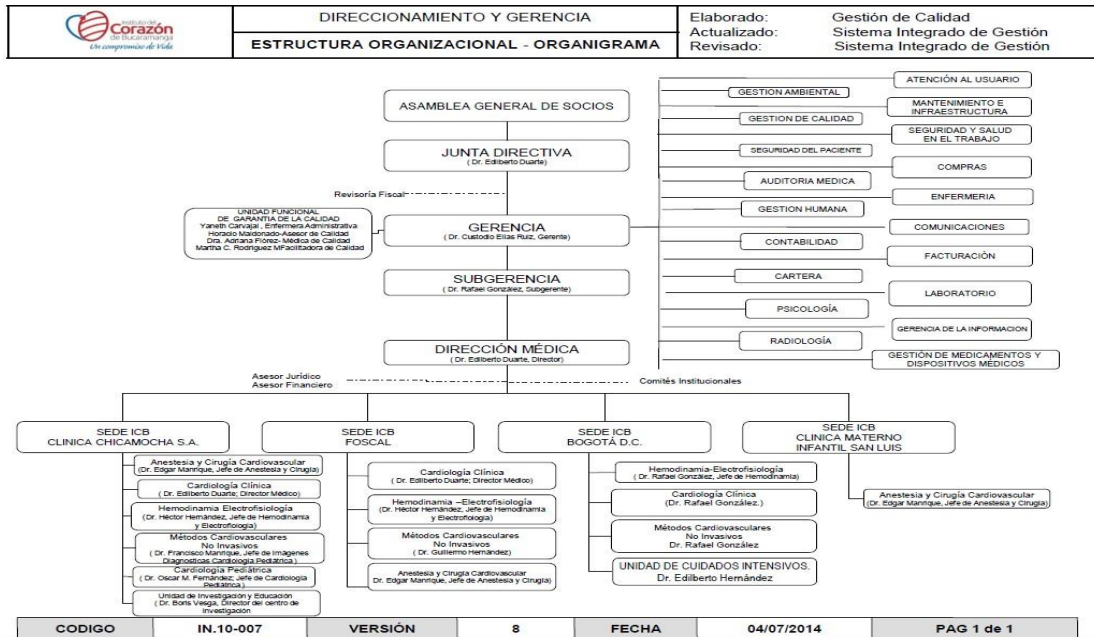 Instituto del
Corazón
de Bucaramanga
Un compromiso de Vida
DIRECCIONAMIENTO Y GERENCIA
ESTRUCTURA ORGANIZACIONAL - ORGANIGRAMA
Elaborado: Gestión de Calidad
Actualizado: Sistema Integrado de Gestión
Revisado: Sistema Integrado de Gestión
ASAMBLEA GENERAL DE SOCIOS
JUNTA DIRECTIVA
( Dr. Edilberto Duarte)
Revisoría Fiscal
UNIDAD FUNCIONAL
DE GARANTIA DE LA CALIDAD
Yaneth Carvajal , Enfermera Administrativa
Horacio Maldonado-Asesor de Calidad
Dra. Adriana Flórez- Médica de Calidad
Martha C. Rodriguez MFacilitadora de Calidad
GERENCIA
( Dr. Custodio Elias Ruiz, Gerente)
SUBGERENCIA
( Dr. Rafael González, Subgerente)
DIRECCIÓN MÉDICA
( Dr. Edilberto Duarte, Director)
GESTION AMBIENTAL
GESTION DE CALIDAD
SEGURIDAD DEL PACIENTE
AUDITORIA MEDICA
GESTION HUMANA
CONTABILIDAD
CARTERA
PSICOLOGÍA
RADIOLOGÍA
ATENCIÓN AL USUARIO
MANTENIMIENTO E
INFRAESTRUCTURA
SEGURIDAD Y SALUD
EN EL TRABAJO
COMPRAS
ENFERMERIA
COMUNICACIONES
FACTURACIÓN
LABORATORIO
GERENCIA DE LA INFORMACION
GESTIÓN DE MEDICAMENTOS Y
DISPOSITIVOS MÉDICOS
Asesor Jurídico
Asesor Financiero
Comités Institucionales
SEDE ICB
CLINICA CHICAMOCHA S.A.
Anestesia y Cirugía Cardiovascular
(Dr. Edgar Manrique, Jefe de Anestesia y Cirugía)
Cardiología Clínica
( Dr. Edilberto Duarte; Director Médico)
Hemodinamia Electrofisiología
(Dr. Héctor Hernández, Jefe de Hemodinamia
y Electrofiologia)
Métodos Cardiovasculares
No Invasivos
( Dr. Francisco Manrique, Jefe de Imágenes
Diagnosticas Cardiología Pediátrica )
Cardiología Pediátrica
( Dr. Oscar M. Fernández; Jefe de Cardiología
Pediátrica )
Unidad de Investigación y Educación
( Dr. Boris Vesga, Director del centro de
Investigación
SEDE ICB
FOSCAL
Cardiología Clínica
( Dr. Edilberto Duarte; Director Médico)
Hemodinamia –Electrofisiología
(Dr. Héctor Hernández, Jefe de Hemodinamia
y Electrofiologia)
Métodos Cardiovasculares
No Invasivos
( Dr. Guillermo Hernández)
Anestesia y Cirugía Cardiovascular
Dr. Edgar Manrique, Jefe de Anestesia y Cirugía)
SEDE ICB
BOGOTÁ D.C.
Hemodinamia-Electrofisiología
( Dr. Rafael González, Jefe de Hemodinamia)
Cardiología Clínica
(Dr. Rafael González.)
Métodos Cardiovasculares
No Invasivos
Dr. Rafael González
UNIDAD DE CUIDADOS INTENSIVOS.
Dr. Edilberto Hernández
SEDE ICB
CLINICA MATERNO
INFANTIL SAN LUIS
Anestesia y Cirugía Cardiovascular
(Dr. Edgar Manrique, Jefe de Anestesia y Cirugía)
CODIGO IN.10-007 VERSIÓN 8 FECHA 04/07/2014 PAG 1 de 1